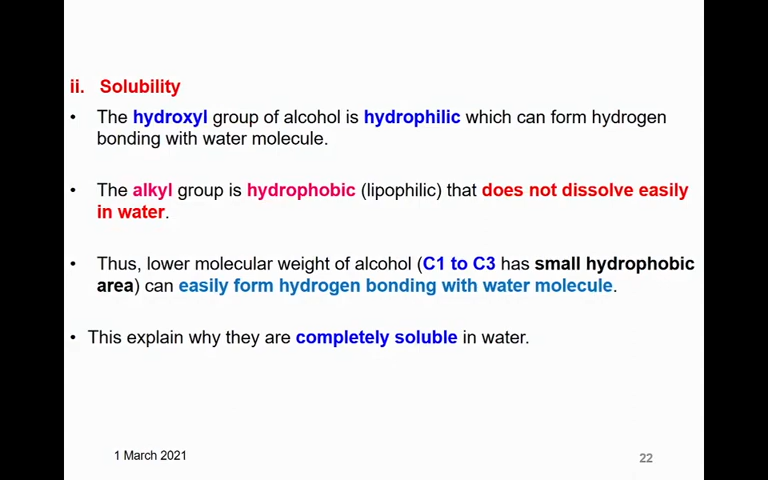 ii. Solubility
• The hydroxyl group of alcohol is hydrophilic which can form hydrogen
bonding with water molecule.
• The alkyl group is hydrophobic (lipophilic) that does not dissolve easily
in water.
• Thus, lower molecular weight of alcohol (C1 to C3 has small hydrophobic
area) can easily form hydrogen bonding with water molecule.
• This explain why they are completely soluble in water.
1 March 2021
22